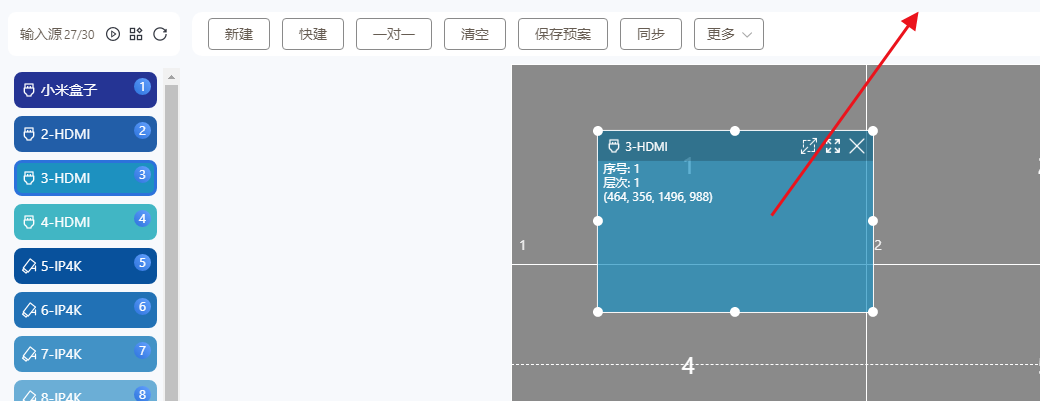 输入源 27/30
新建
快建
一对一
清空
保存预案
同步
更多
小米盒子 1
2-HDMI 2
3-HDMI 3
4-HDMI 4
5-IP4K 5
6-IP4K 6
7-IP4K 7
8-IP4K 8
3-HDMI
1
序号: 1
层次: 1
(464, 356, 1496, 988)
1
2
4